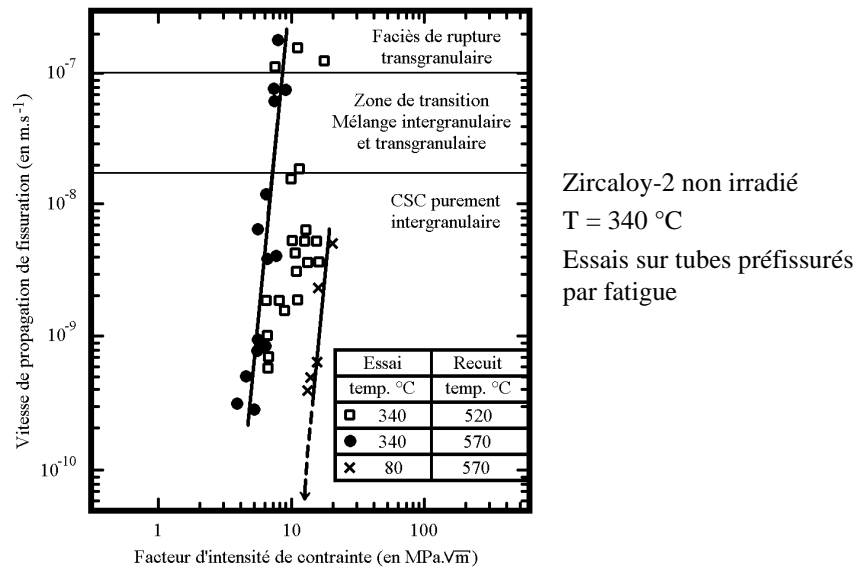 Faciès de rupture
transgranulaire
Zone de transition
Mélange intergranulaire
et transgranulaire
CSC purement
intergranulaire
Vitesse de propagation de fissuration (en m.s⁻¹)
10⁻⁷
10⁻⁸
10⁻⁹
10⁻¹⁰
Essai Recuit
temp. °C temp. °C
340 520
340 570
80 570
1 10 100
Facteur d'intensité de contrainte (en MPa.√m)
Zircaloy-2 non irradié
T = 340 °C
Essais sur tubes préfissurés
par fatigue